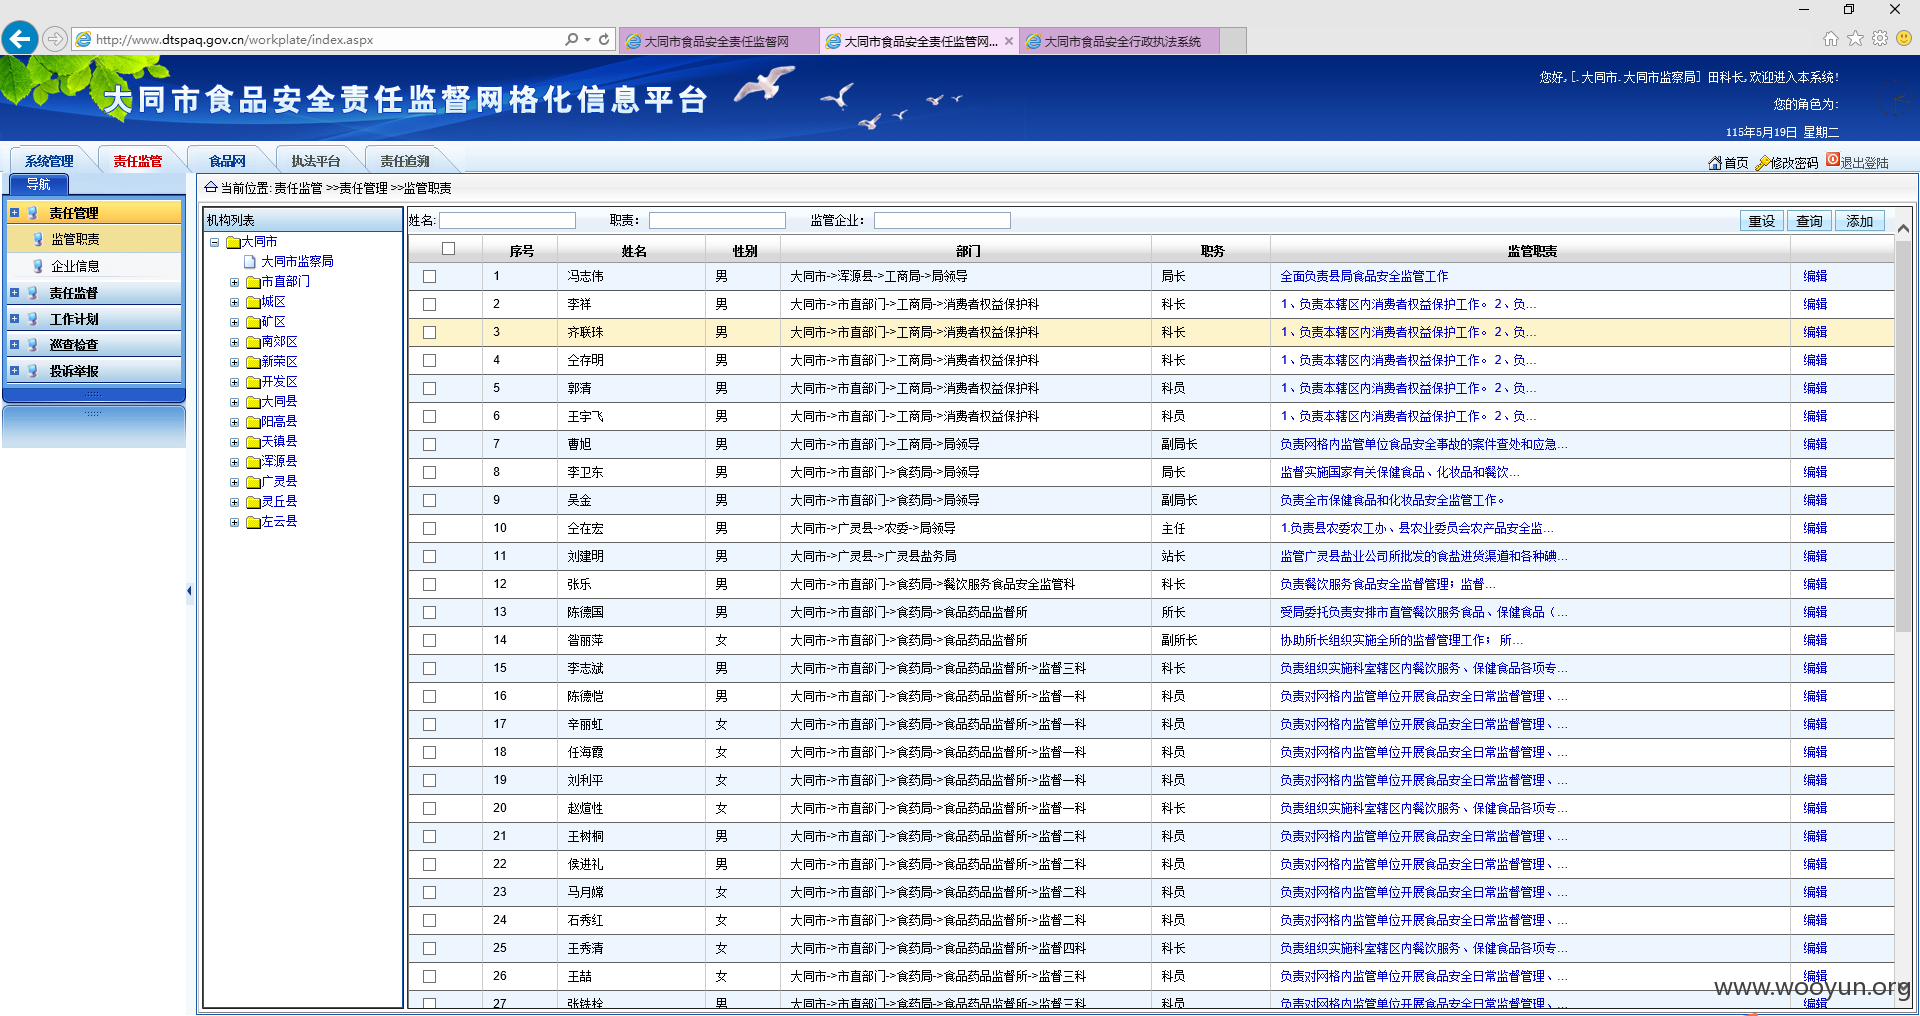 http://www.dtspaq.gov.cn/workplate/index.aspx
大同市食品安全责任监督网
大同市食品安全责任监管网...
大同市食品安全行政执法系统
大同市食品安全责任监督网格化信息平台
您好, [. 大同市. 大同市监察局] 田科长, 欢迎进入本系统!
您的角色为:
115年5月19日 星期二
系统管理 责任监管 食品网 执法平台 责任追溯
首页 修改密码 退出登陆
导航
当前位置: 责任监管 >>责任管理 >>监管职责
责任管理
监管职责
企业信息
责任监督
工作计划
巡查检查
投诉举报
机构列表
大同市
大同市监察局
市直部门
城区
矿区
南郊区
新荣区
开发区
大同县
阳高县
天镇县
浑源县
广灵县
灵丘县
左云县
姓名: 职责: 监管企业: 重设 查询 添加
序号 姓名 性别 部门 职务 监管职责
1 冯志伟 男 大同市->浑源县->工商局->局领导 局长 全面负责县局食品安全监管工作 编辑
2 李祥 男 大同市->市直部门->工商局->消费者权益保护科 科长 1、负责本辖区内消费者权益保护工作。 2、负... 编辑
3 齐联珠 男 大同市->市直部门->工商局->消费者权益保护科 科长 1、负责本辖区内消费者权益保护工作。 2、负... 编辑
4 仝存明 男 大同市->市直部门->工商局->消费者权益保护科 科长 1、负责本辖区内消费者权益保护工作。 2、负... 编辑
5 郭清 男 大同市->市直部门->工商局->消费者权益保护科 科员 1、负责本辖区内消费者权益保护工作。 2、负... 编辑
6 王宇飞 男 大同市->市直部门->工商局->消费者权益保护科 科员 1、负责本辖区内消费者权益保护工作。 2、负... 编辑
7 曹旭 男 大同市->市直部门->工商局->局领导 副局长 负责网格内监管单位食品安全事故的案件查处和应急... 编辑
8 李卫东 男 大同市->市直部门->食药局->局领导 局长 监督实施国家有关保健食品、化妆品和餐饮... 编辑
9 吴金 男 大同市->市直部门->食药局->局领导 副局长 负责全市保健食品和化妆品安全监管工作。 编辑
10 仝在宏 男 大同市->广灵县->农委->局领导 主任 1.负责县农委农工办、县农业委员会农产品安全监... 编辑
11 刘建明 男 大同市->广灵县->广灵县盐务局 站长 监管广灵县盐业公司所批发的食盐进货渠道和各种碘... 编辑
12 张乐 男 大同市->市直部门->食药局->餐饮服务食品安全监管科 科长 负责餐饮服务食品安全监督管理；监督... 编辑
13 陈德国 男 大同市->市直部门->食药局->食品药品监督所 所长 受局委托负责安排市直管餐饮服务食品、保健食品（... 编辑
14 昝丽萍 女 大同市->市直部门->食药局->食品药品监督所 副所长 协助所长组织实施全所的监督管理工作； 所... 编辑
15 李志斌 男 大同市->市直部门->食药局->食品药品监督所->监督三科 科长 负责组织实施科室辖区内餐饮服务、保健食品各项专... 编辑
16 陈德恺 男 大同市->市直部门->食药局->食品药品监督所->监督一科 科员 负责对网格内监管单位开展食品安全日常监督管理、... 编辑
17 辛丽虹 女 大同市->市直部门->食药局->食品药品监督所->监督一科 科员 负责对网格内监管单位开展食品安全日常监督管理、... 编辑
18 任海霞 女 大同市->市直部门->食药局->食品药品监督所->监督一科 科员 负责对网格内监管单位开展食品安全日常监督管理、... 编辑
19 刘利平 女 大同市->市直部门->食药局->食品药品监督所->监督一科 科员 负责对网格内监管单位开展食品安全日常监督管理、... 编辑
20 赵煊性 女 大同市->市直部门->食药局->食品药品监督所->监督一科 科长 负责组织实施科室辖区内餐饮服务、保健食品各项专... 编辑
21 王树桐 男 大同市->市直部门->食药局->食品药品监督所->监督二科 科员 负责对网格内监管单位开展食品安全日常监督管理、... 编辑
22 侯进礼 男 大同市->市直部门->食药局->食品药品监督所->监督二科 科员 负责对网格内监管单位开展食品安全日常监督管理、... 编辑
23 马月嫦 女 大同市->市直部门->食药局->食品药品监督所->监督二科 科员 负责对网格内监管单位开展食品安全日常监督管理、... 编辑
24 石秀红 女 大同市->市直部门->食药局->食品药品监督所->监督二科 科员 负责对网格内监管单位开展食品安全日常监督管理、... 编辑
25 王秀清 女 大同市->市直部门->食药局->食品药品监督所->监督四科 科长 负责组织实施科室辖区内餐饮服务、保健食品各项专... 编辑
26 王喆 女 大同市->市直部门->食药局->食品药品监督所->监督三科 科员 负责对网格内监管单位开展食品安全日常监督管理、... 编辑
27 张铁栓 男 大同市->市直部门->食药局->食品药品监督所->监督三科 科员 负责对网格内监管单位开展食品安全日常监督管理、... 编辑
www.wooyun.org